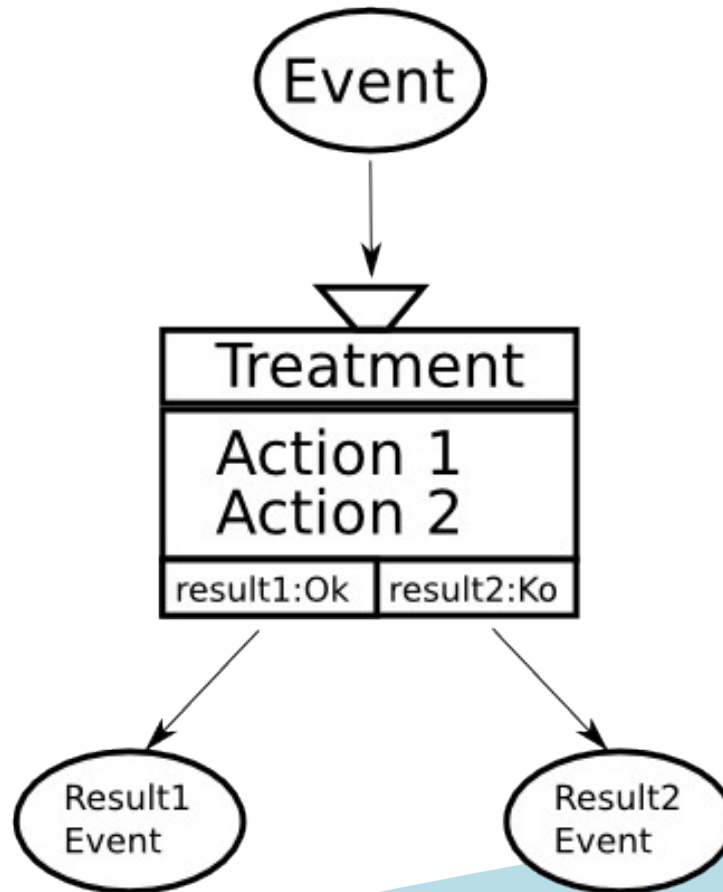 Event
Treatment
Action 1
Action 2
result1:Ok
result2:Ko
Result1
Event
Result2
Event